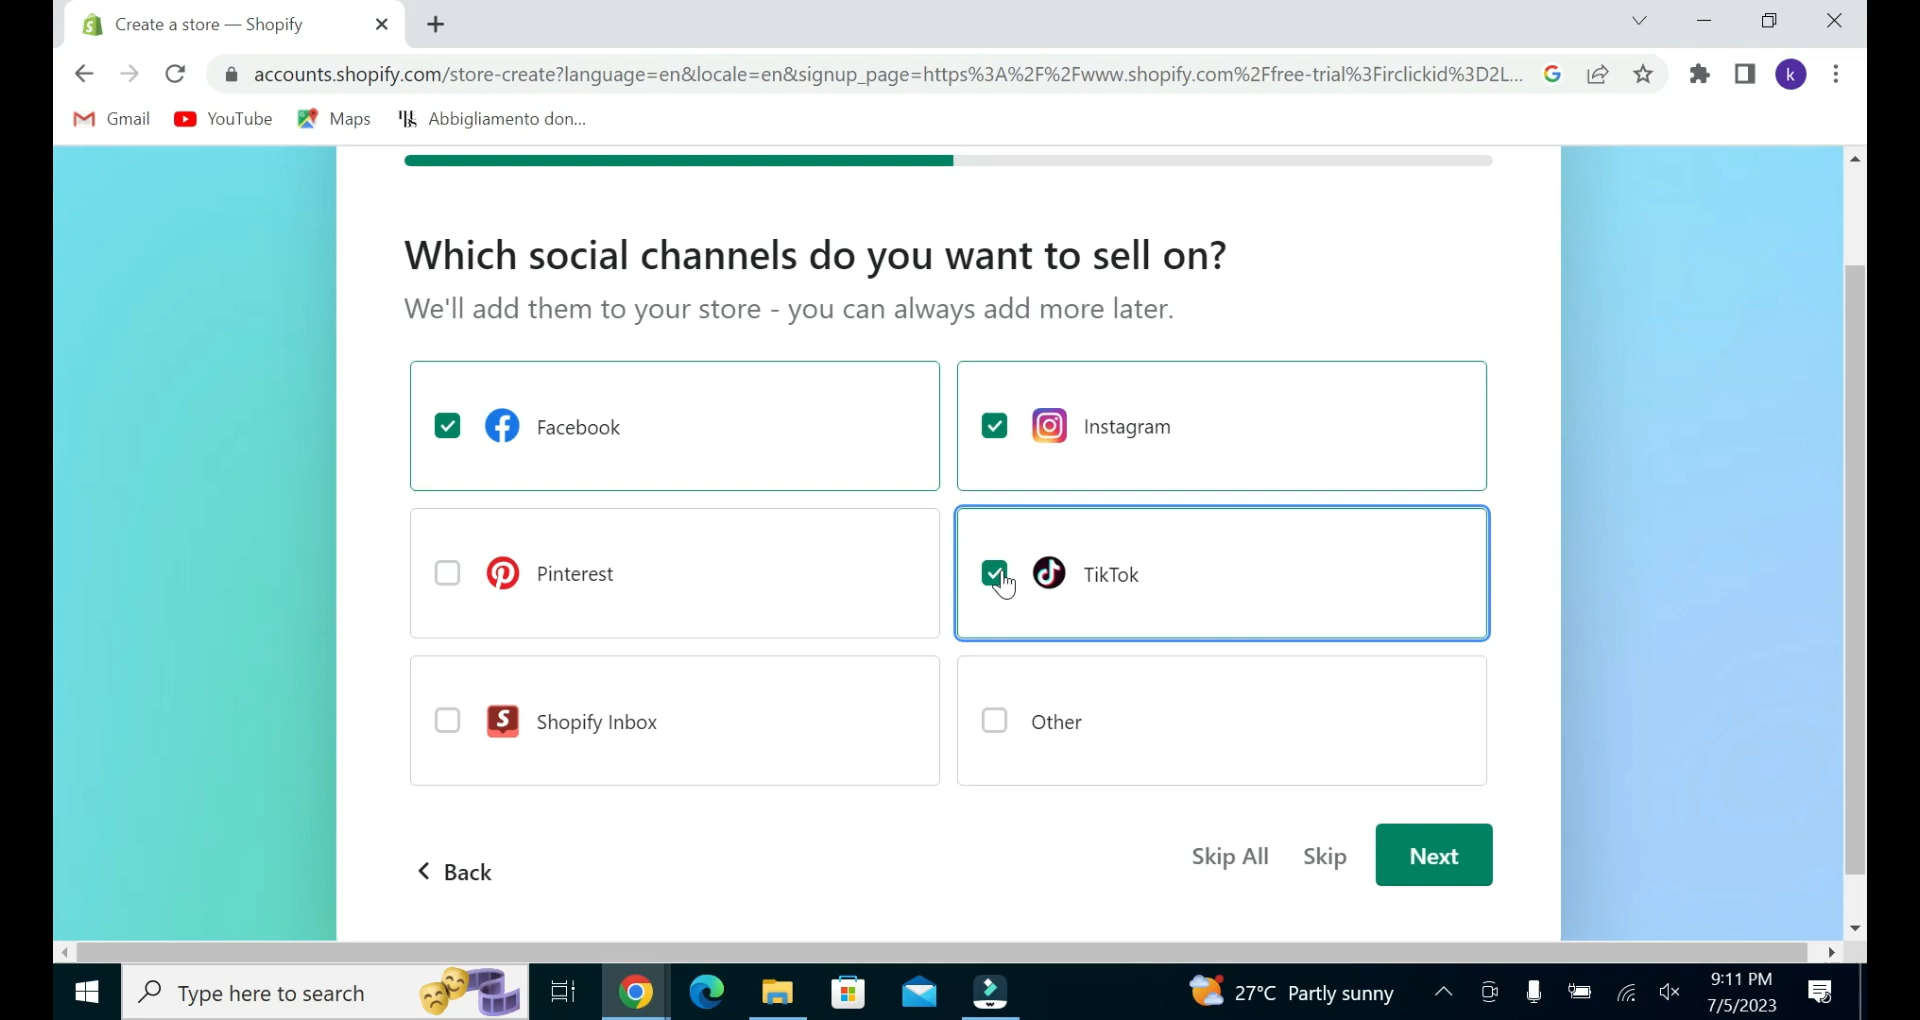 Create a store — Shopify
accounts.shopify.com/store-create?language=en&locale=en&signup_page=https%3A%2F%2Fwww.shopify.com%2Ffree-trial%3Firclickid%3D2L...
k
Gmail YouTube Maps Abbigliamento don...
Which social channels do you want to sell on?
We'll add them to your store - you can always add more later.
Facebook
Instagram
Pinterest
TikTok
Shopify Inbox
Other
Back
Skip All Skip Next
Type here to search
27°C Partly sunny
9:11 PM
7/5/2023